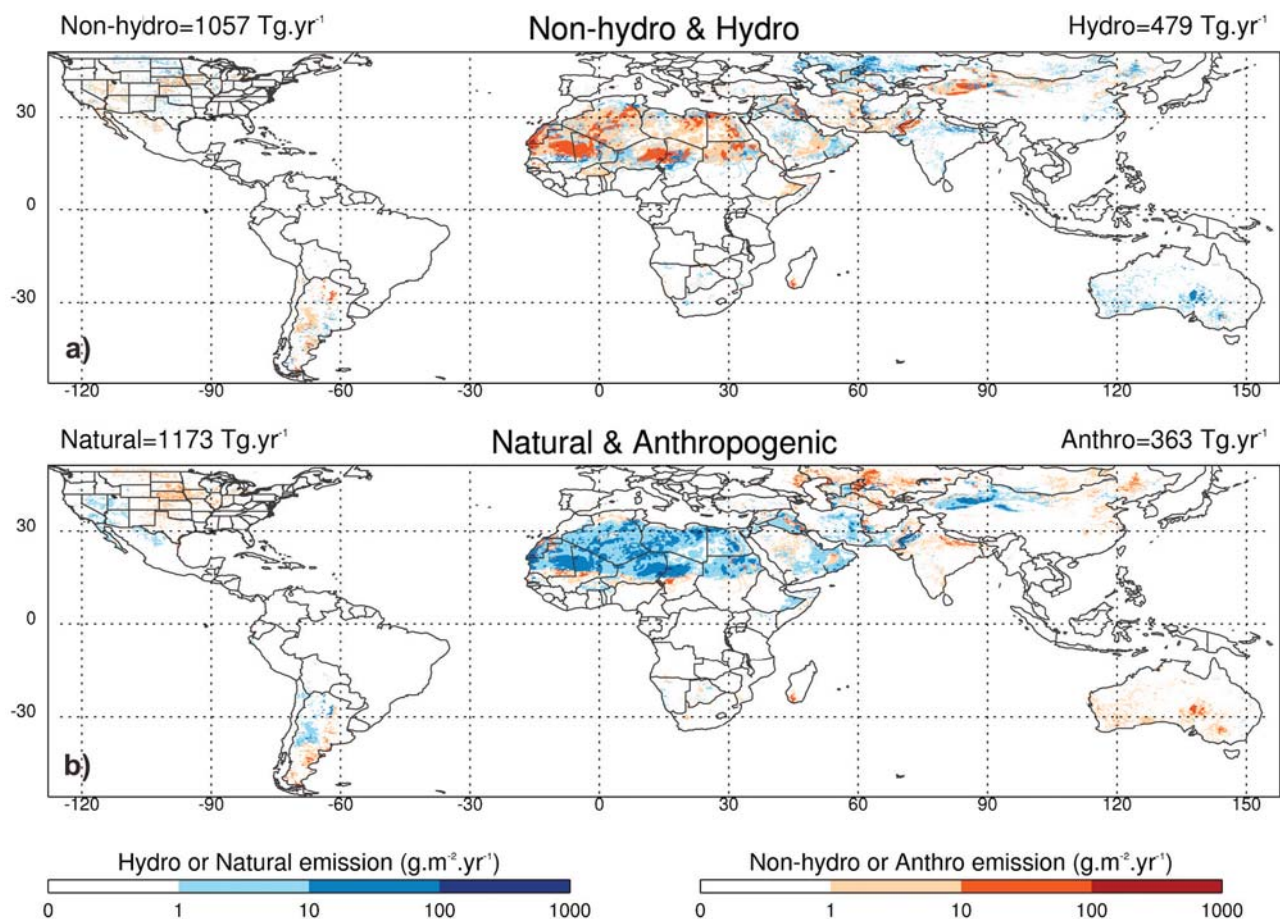 Non-hydro=1057 Tg.yr⁻¹ Non-hydro & Hydro Hydro=479 Tg.yr⁻¹
30
0
-30
a)
-120 -90 -60 -30 0 30 60 90 120 150
Natural=1173 Tg.yr⁻¹ Natural & Anthropogenic Anthro=363 Tg.yr⁻¹
30
0
-30
b)
-120 -90 -60 -30 0 30 60 90 120 150
Hydro or Natural emission (g.m⁻².yr⁻¹) Non-hydro or Anthro emission (g.m⁻².yr⁻¹)
0 1 10 100 1000 0 1 10 100 1000